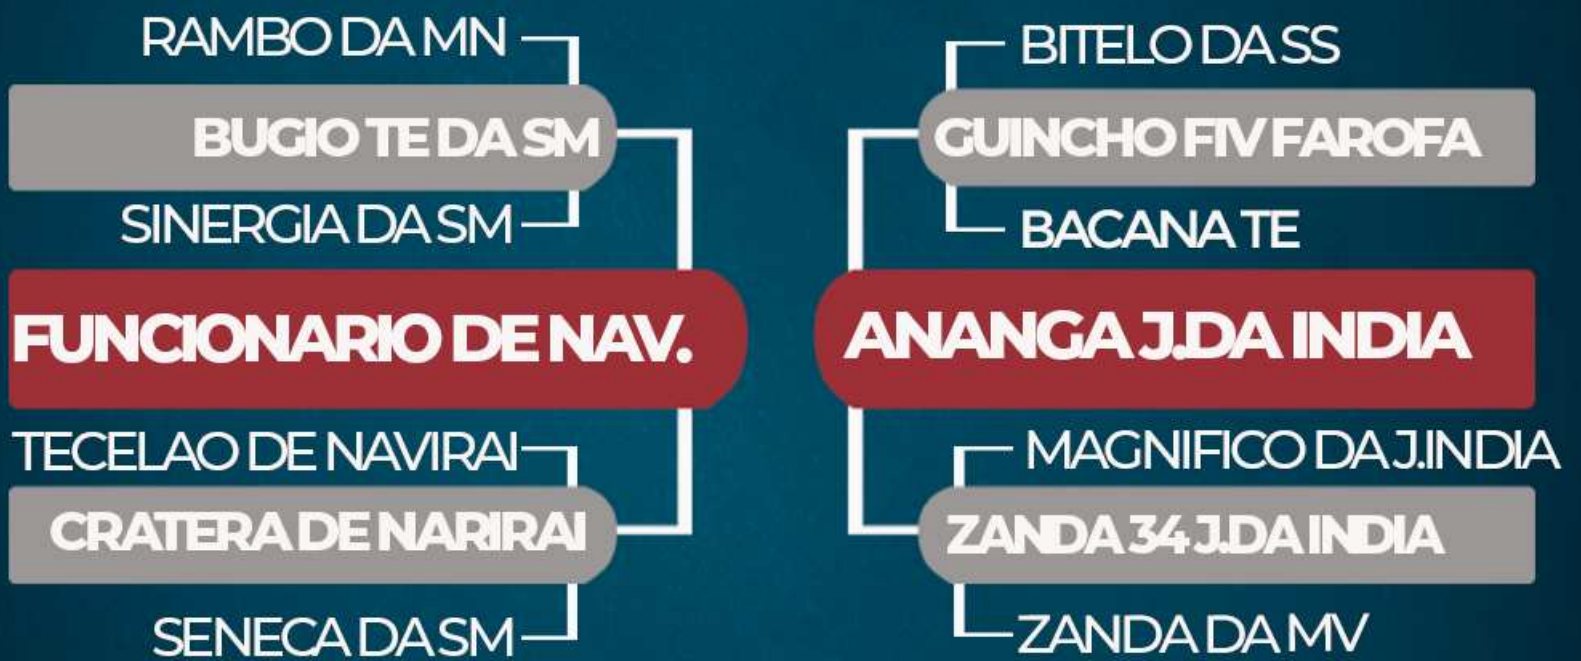 RAMBO DA MN
BUGIO TE DA SM
SINERGIA DA SM
FUNCIONARIO DE NAV.
TECELAO DE NAVIRAI
CRATERA DE NARIRAI
SENECA DA SM
BITELO DA SS
GUINCHO FIV FAROFA
BACANA TE
ANANGA J.DA INDIA
MAGNIFICO DA J.INDIA
ZANDA 34 J.DA INDIA
ZANDA DA MV